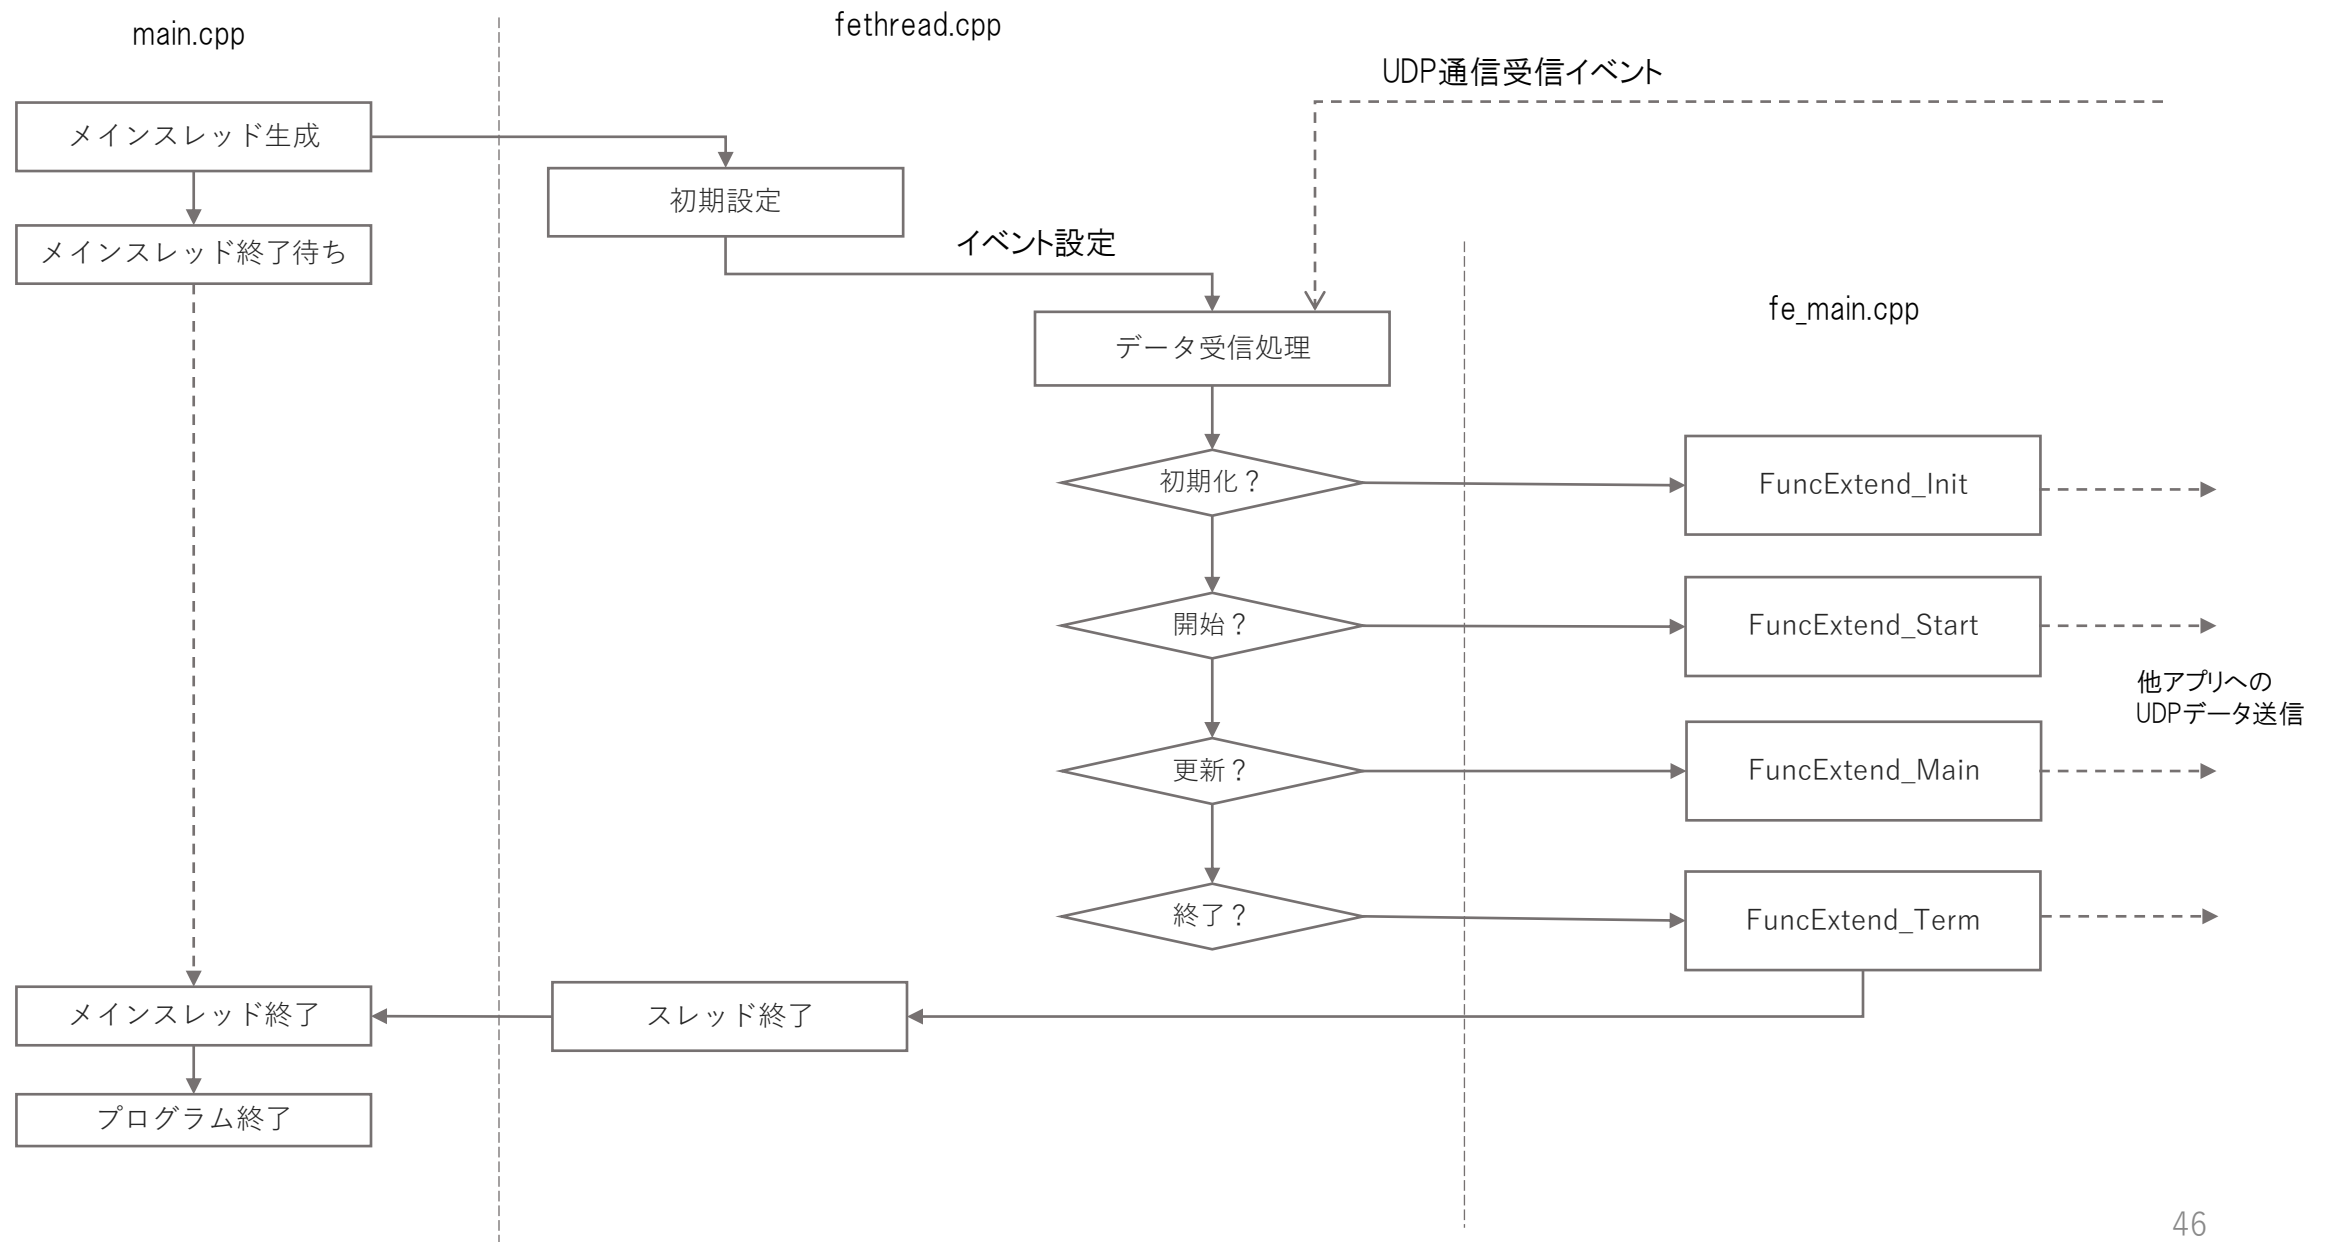 main.cpp
fethread.cpp
UDP通信受信イベント
メインスレッド生成
初期設定
メインスレッド終了待ち
イベント設定
fe_main.cpp
データ受信処理
初期化？
FuncExtend_Init
開始？
FuncExtend_Start
他アプリへの
UDPデータ送信
更新？
FuncExtend_Main
終了？
FuncExtend_Term
メインスレッド終了
スレッド終了
プログラム終了
46